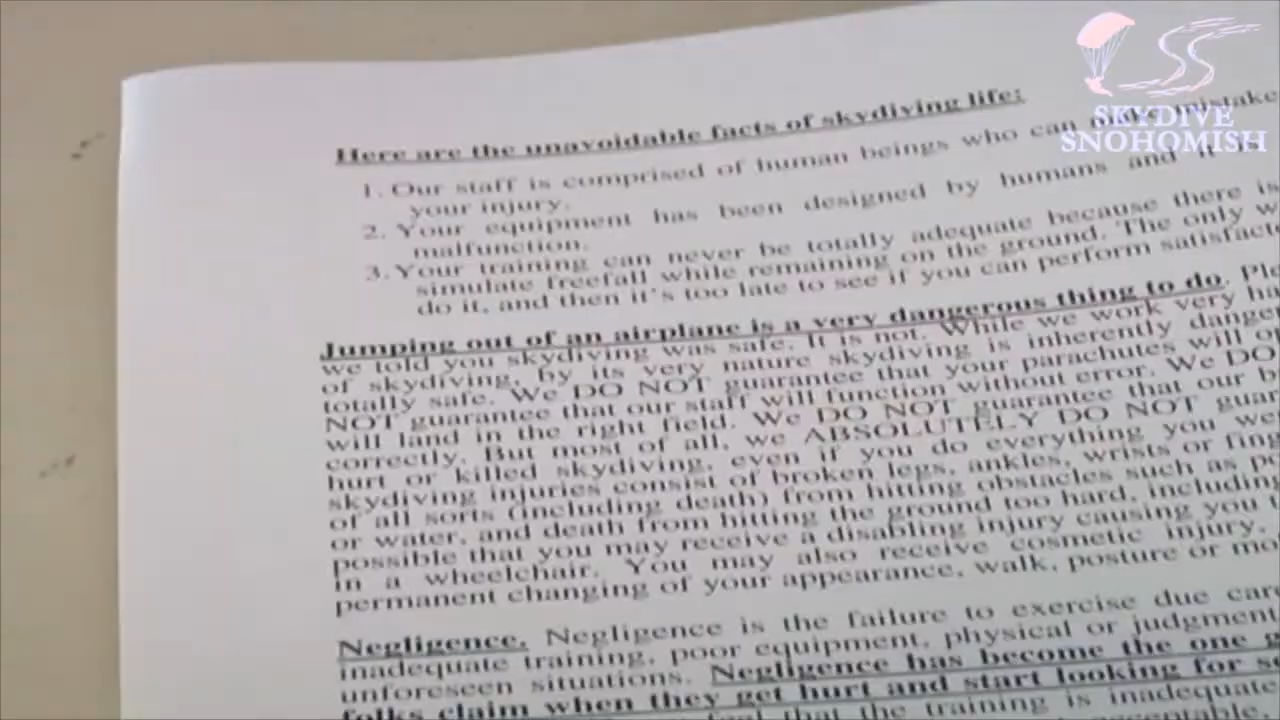 SKYDIVE
SNOHOMISH
Here are the unavoidable facts of skydiving life:
1. Our staff is comprised of human beings who can make mistake
your injury.
2. Your equipment has been designed by humans and it
malfunction.
3. Your training can never be totally adequate because there is
simulate freefall while remaining on the ground. The only w
do it, and then it's too late to see if you can perform satisfact
Jumping out of an airplane is a very dangerous thing to do. Ple
we told you skydiving was safe. It is not. While we work very ha
of skydiving, by its very nature skydiving is inherently danger
totally safe. We DO NOT guarantee that your parachutes will o
NOT guarantee that our staff will function without error. We DO
will land in the right field. We DO NOT guarantee that our b
correctly. But most of all, we ABSOLUTELY DO NOT guar
hurt or killed skydiving, even if you do everything you we
skydiving injuries consist of broken legs, ankles, wrists or fing
of all sorts (including death) from hitting obstacles such as po
or water, and death from hitting the ground too hard, including
possible that you may receive a disabling injury causing you t
in a wheelchair. You may also receive cosmetic injury.
permanent changing of your appearance, walk, posture or mo
Negligence. Negligence is the failure to exercise due care
inadequate training, poor equipment, physical or judgment
unforeseen situations. Negligence has become the one g
folks claim when they get hurt and start looking for so
feel that the training is inadequate